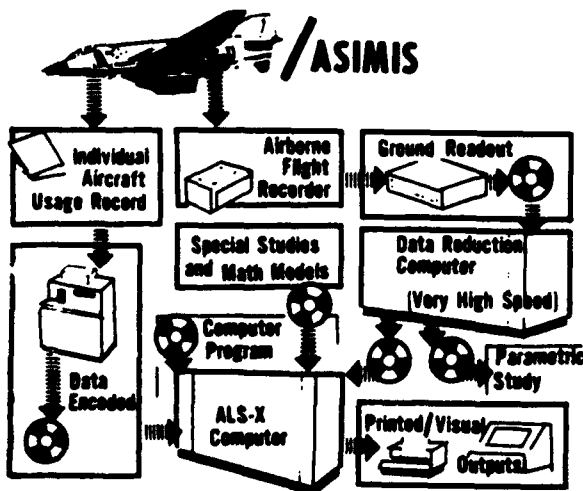 /ASIMIS
Individual
Aircraft
Usage Record
Airborne
Flight
Recorder
Ground Readout
Special Studies
and Math Models
Data Reduction
Computer
(Very High Speed)
Computer
Program
Parametric
Study
Data
Encoded
ALS-X
Computer
Printed/Visual
Outputs